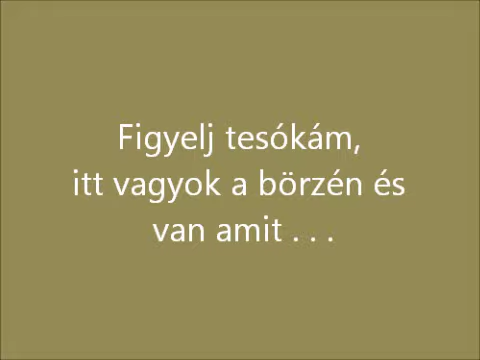 Figyelj tesókám,
itt vagyok a börzén és
van amit . . .